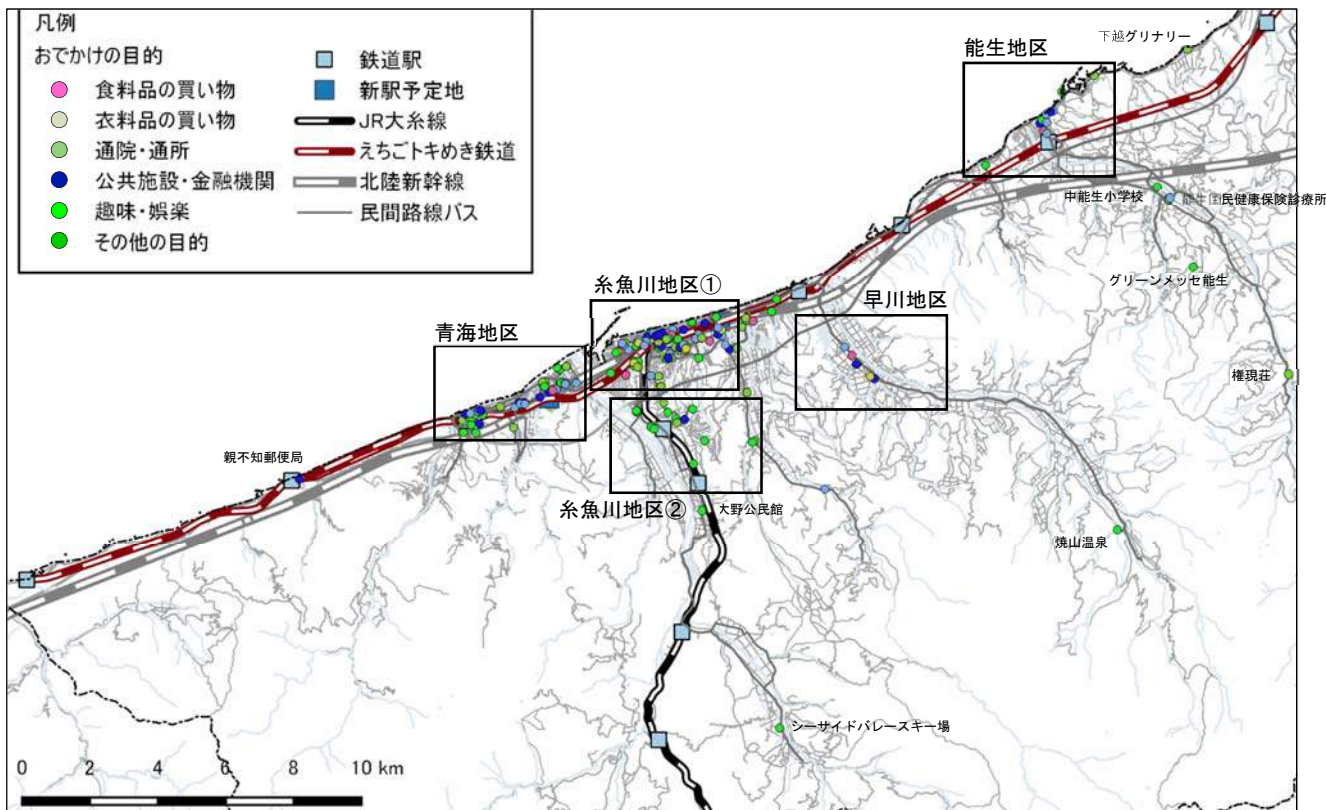 凡例
おでかけの目的
食料品の買い物
衣料品の買い物
通院・通所
公共施設・金融機関
趣味・娯楽
その他の目的
鉄道駅
新駅予定地
JR大糸線
えちごトキめき鉄道
北陸新幹線
民間路線バス
能生地区
下越グリナリー
中能生小学校
能生国民健康保険診療所
グリーンメッセ能生
権現荘
糸魚川地区①
早川地区
青海地区
親不知郵便局
糸魚川地区②
大野公民館
焼山温泉
シーサイドバレースキー場
0 2 4 6 8 10 km